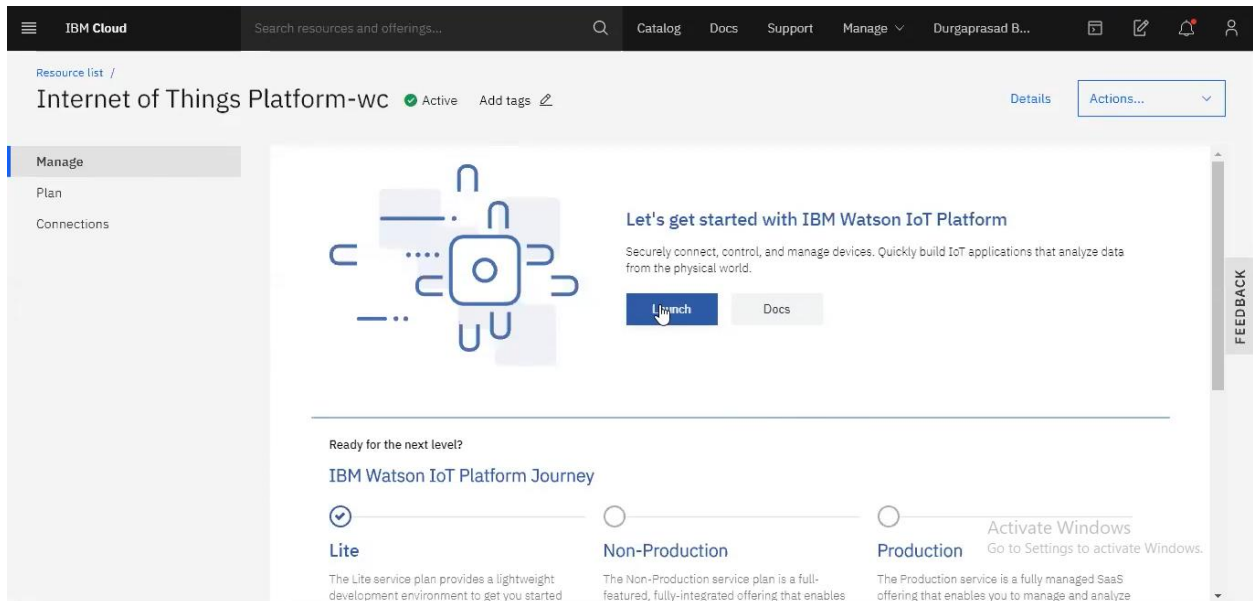 IBM Cloud
Search resources and offerings...
Catalog
Docs
Support
Manage
Durgaprasad B...
Resource list /
Internet of Things Platform-wc
Active
Add tags
Details
Actions...
Manage
Plan
Connections
Let's get started with IBM Watson IoT Platform
Securely connect, control, and manage devices. Quickly build IoT applications that analyze data
from the physical world.
Launch
Docs
FEEDBACK
Ready for the next level?
IBM Watson IoT Platform Journey
Lite
Non-Production
Production
Activate Windows
Go to Settings to activate Windows.
The Lite service plan provides a lightweight
development environment to get you started
The Non-Production service plan is a full-
featured, fully-integrated offering that enables
The Production service is a fully managed SaaS
offering that enables you to manage and analyze